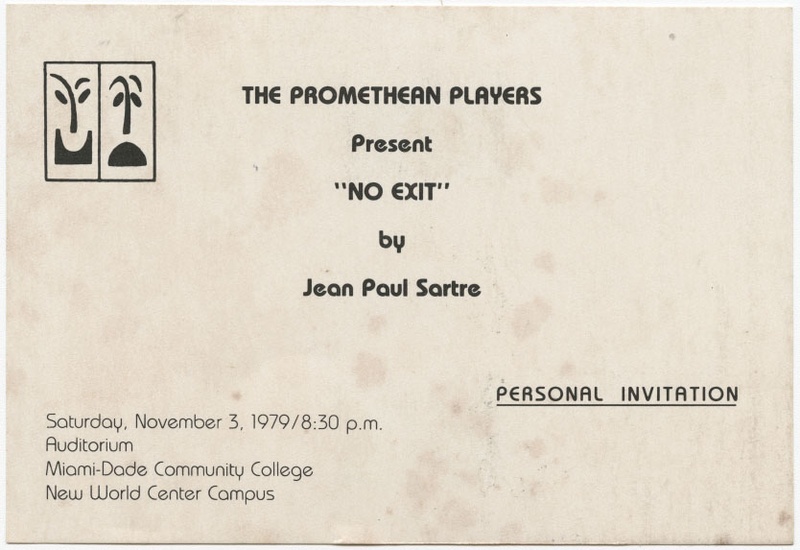 THE PROMETHEAN PLAYERS
Present
"NO EXIT"
by
Jean Paul Sartre
PERSONAL INVITATION
Saturday, November 3, 1979/8:30 p.m.
Auditorium
Miami-Dade Community College
New World Center Campus